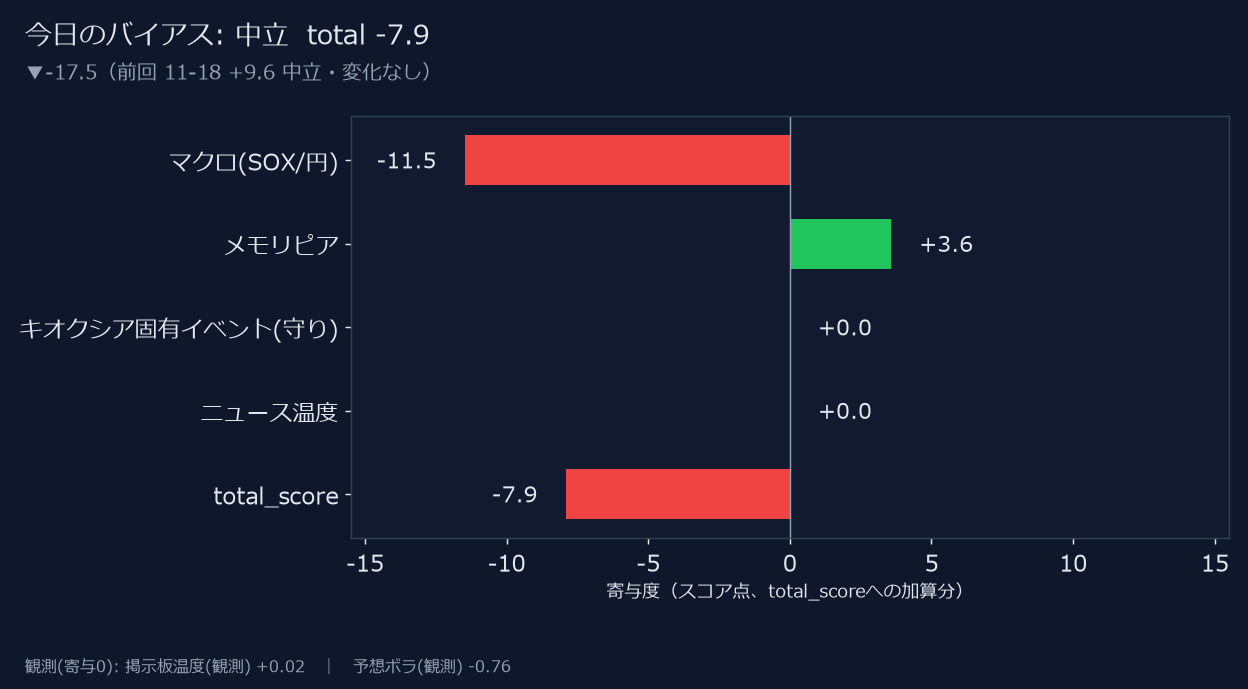 今日のバイアス: 中立  total -7.9
▼-17.5（前回 11-18 +9.6 中立・変化なし）
マクロ(SOX/円)
-11.5
メモリピア
+3.6
キオクシア固有イベント(守り)
+0.0
ニュース温度
+0.0
total_score
-7.9
-15 -10 -5 0 5 10 15
寄与度（スコア点、total_scoreへの加算分）
観測(寄与0): 掲示板温度(観測) +0.02  ｜  予想ボラ(観測) -0.76